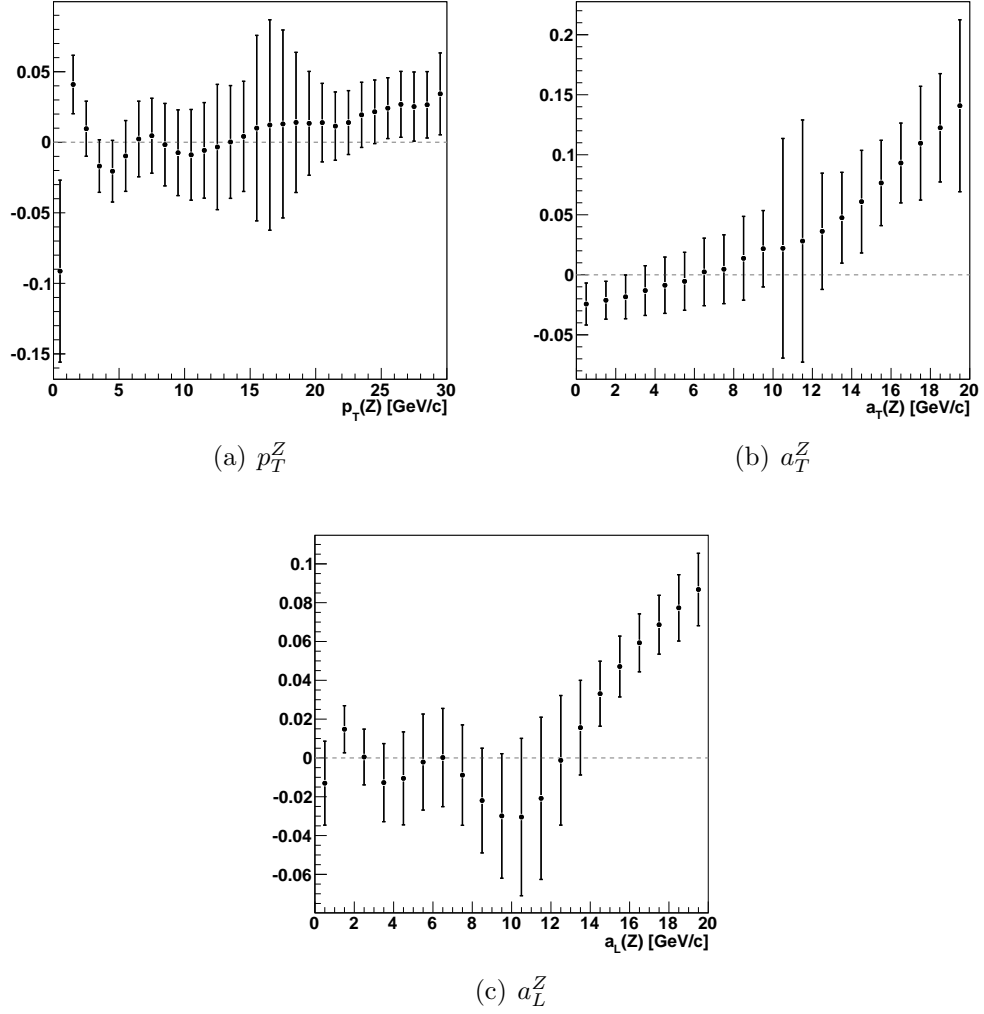 0.05
0
-0.05
-0.1
-0.15
0 5 10 15 20 25 30
p_T(Z) [GeV/c]
(a) p_T^Z
0.2
0.15
0.1
0.05
0
-0.05
0 2 4 6 8 10 12 14 16 18 20
a_T(Z) [GeV/c]
(b) a_T^Z
0.1
0.08
0.06
0.04
0.02
0
-0.02
-0.04
-0.06
0 2 4 6 8 10 12 14 16 18 20
a_L(Z) [GeV/c]
(c) a_L^Z